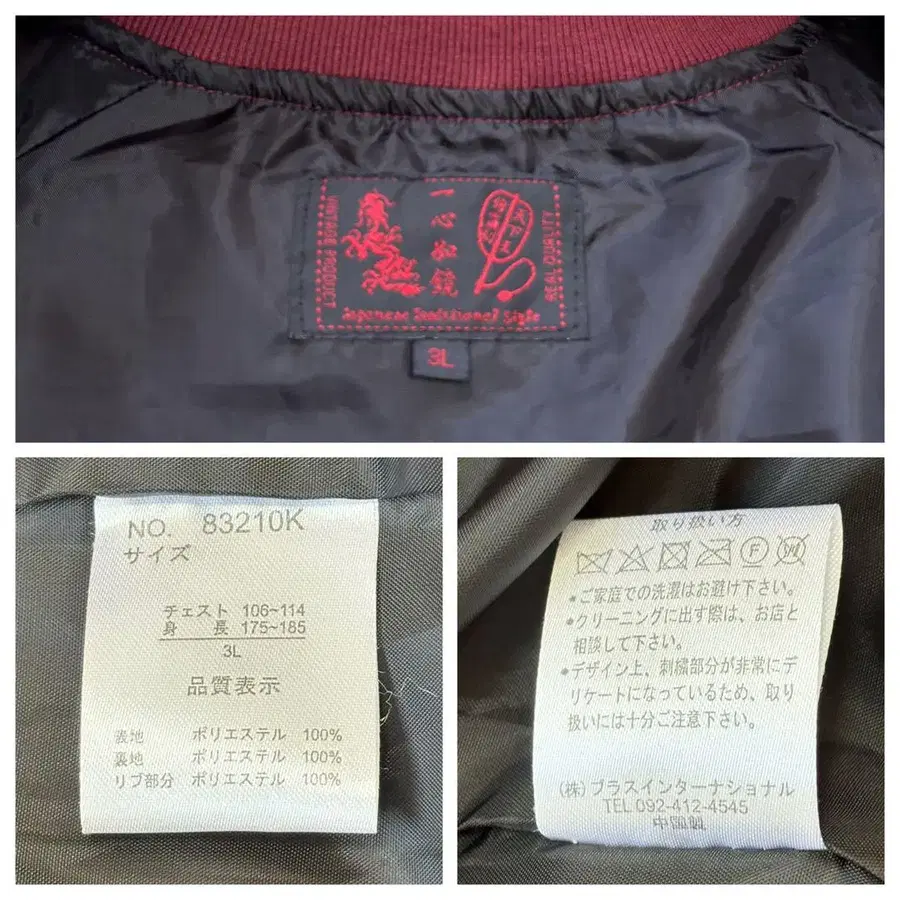 VINTAGE PRODUCT
一心如鏡
REAL QUALITY
Japanese Traditional Style
3L
NO. 83210K
サイズ
チェスト 106~114
身 長 175~185
3L
品質表示
表地 ポリエステル 100%
裏地 ポリエステル 100%
リブ部分 ポリエステル 100%
取り扱い方
F
W
*ご家庭での洗濯はお避け下さい。
*クリーニングに出す際は、お店と
相談して下さい。
*デザイン上、刺繍部分が非常にデ
リケートになっているため、取り
扱いには十分ご注意下さい。
(株)プラスインターナショナル
TEL 092-412-4545
中国製